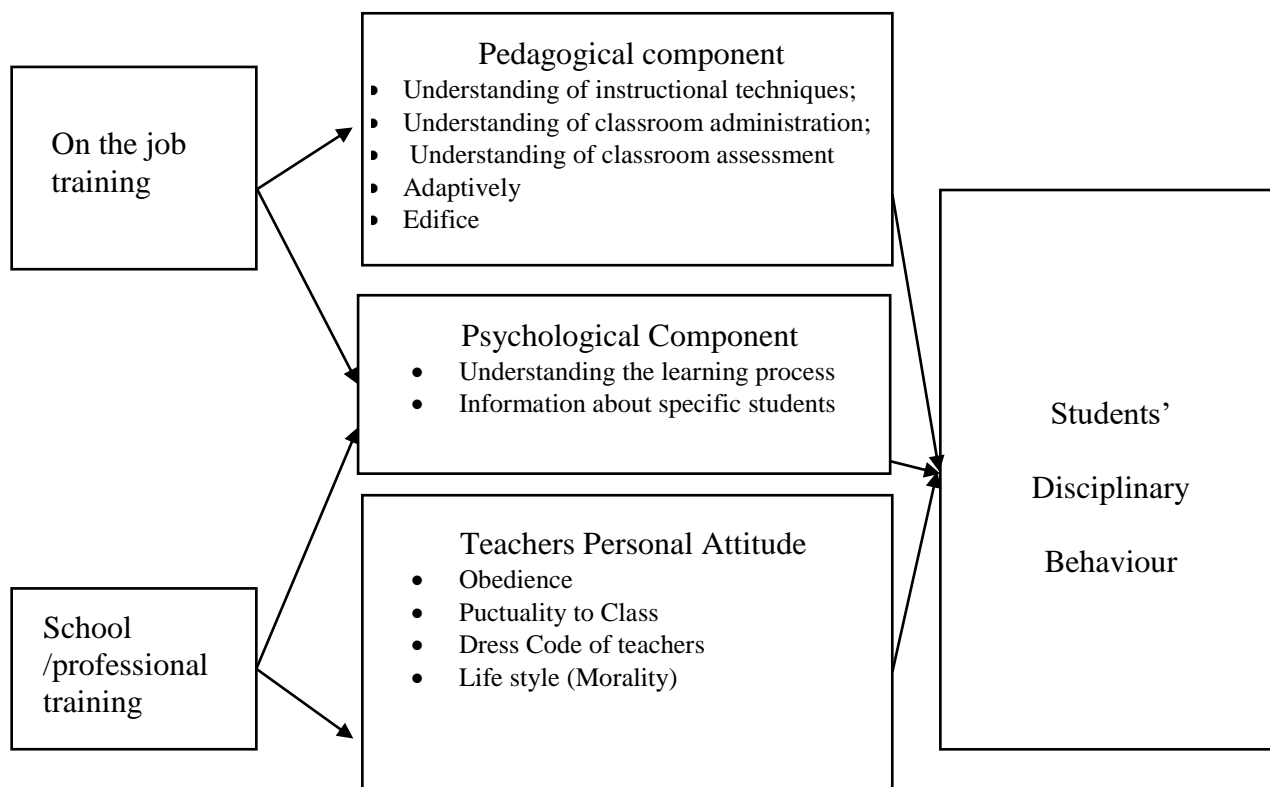 On the job
training
School
/professional
training
Pedagogical component
• Understanding of instructional techniques;
• Understanding of classroom administration;
• Understanding of classroom assessment
• Adaptively
• Edifice
Psychological Component
• Understanding the learning process
• Information about specific students
Teachers Personal Attitude
• Obedience
• Puctuality to Class
• Dress Code of teachers
• Life style (Morality)
Students’
Disciplinary
Behaviour